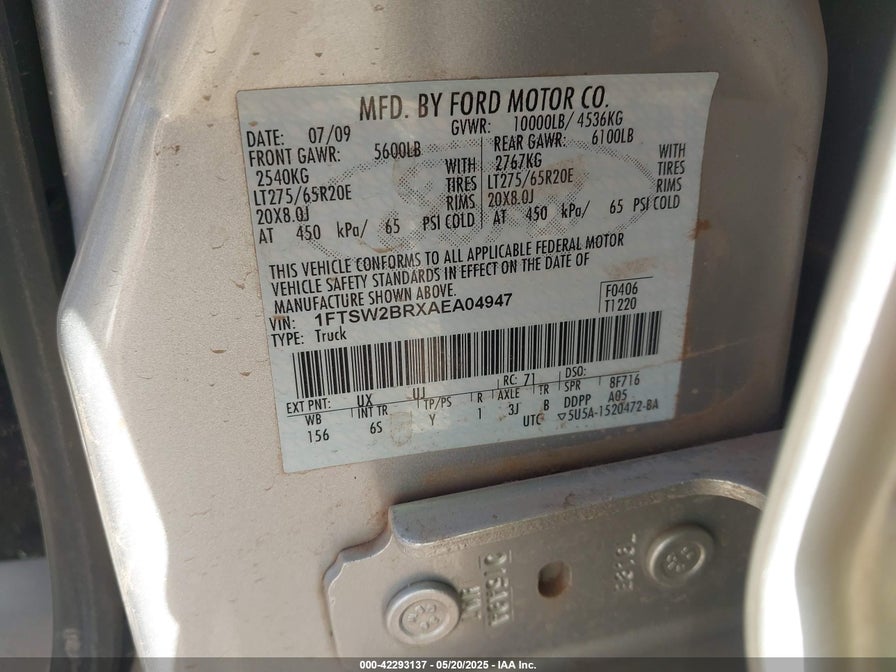 MFD. BY FORD MOTOR CO.
DATE: 07/09 GVWR: 10000LB/ 4536KG
FRONT GAWR: 5600LB REAR GAWR: 6100LB
2540KG WITH 2767KG WITH
LT275/65R20E TIRES LT275/65R20E TIRES
20X8.0J RIMS 20X8.0J RIMS
AT 450 kPa/ 65 PSI COLD AT 450 kPa/ 65 PSI COLD
THIS VEHICLE CONFORMS TO ALL APPLICABLE FEDERAL MOTOR
VEHICLE SAFETY STANDARDS IN EFFECT ON THE DATE OF
MANUFACTURE SHOWN ABOVE.
VIN: 1FTSW2BRXAEA04947 F0406
TYPE: Truck T1220
EXT PNT: UX UJ RC: 71 DSO:
WB INT TR TP/PS R AXLE TR SPR 8F716
156 6S Y 1 3J B DDPP A05
UTC ▽5U5A-1520472-BA
000-42293137 - 05/20/2025 - IAA Inc.